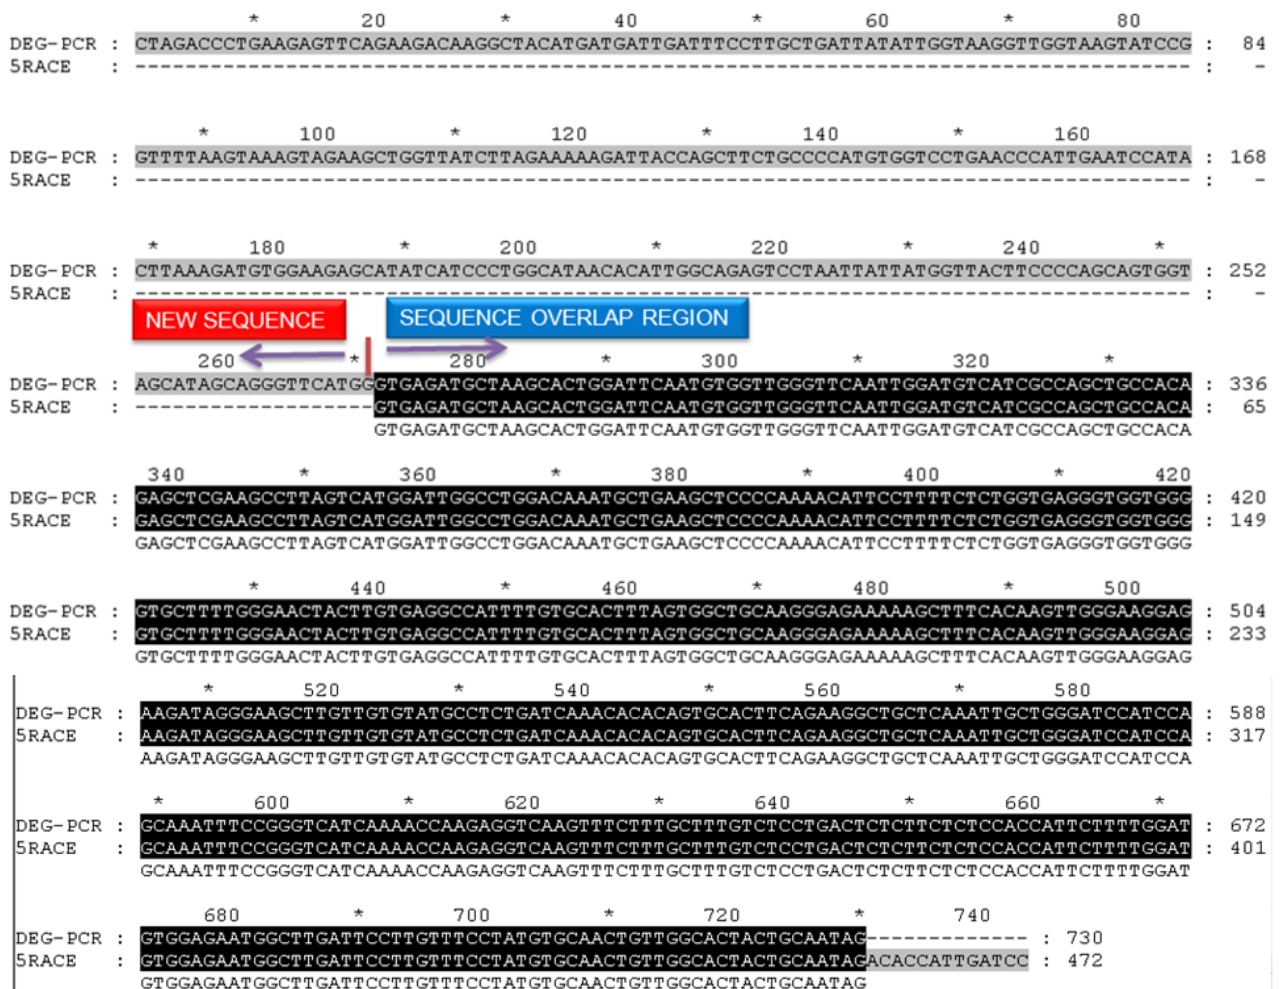 * 20 * 40 * 60 * 80
DEG-PCR : CTAGACCCTGAAGAGTTCAGAAGACAAGGCTACATGATGATTGATTTCCTTGCTGATTATATTGGTAAGGTTGGTAAGTATCCG : 84
5RACE : ------------------------------------------------------------------------------------ : -
* 100 * 120 * 140 * 160
DEG-PCR : GTTTTAAGTAAAGTAGAAGCTGGTTATCTTAGAAAAAGATTACCAGCTTCTGCCCCATGTGGTCCTGAACCCATTGAATCCATA : 168
5RACE : ------------------------------------------------------------------------------------ : -
* 180 * 200 * 220 * 240 *
DEG-PCR : CTTAAAGATGTGGAAGAGCATATCATCCCTGGCATAACACATTGGCAGAGTCCTAATTATTATGGTTACTTCCCCAGCAGTGGT : 252
5RACE : ------------------------------------------------------------------------------------ : -
NEW SEQUENCE SEQUENCE OVERLAP REGION
260 * 280 * 300 * 320 *
DEG-PCR : AGCATAGCAGGGTTCATGGGTGAGATGCTAAGCACTGGATTCAATGTGGTTGGGTTCAATTGGATGTCATCGCCAGCTGCCACA : 336
5RACE : -------------------GTGAGATGCTAAGCACTGGATTCAATGTGGTTGGGTTCAATTGGATGTCATCGCCAGCTGCCACA : 65
GTGAGATGCTAAGCACTGGATTCAATGTGGTTGGGTTCAATTGGATGTCATCGCCAGCTGCCACA
340 * 360 * 380 * 400 * 420
DEG-PCR : GAGCTCGAAGCCTTAGTCATGGATTGGCCTGGACAAATGCTGAAGCTCCCCAAAACATTCCTTTTCTCTGGTGAGGGTGGTGGG : 420
5RACE : GAGCTCGAAGCCTTAGTCATGGATTGGCCTGGACAAATGCTGAAGCTCCCCAAAACATTCCTTTTCTCTGGTGAGGGTGGTGGG : 149
GAGCTCGAAGCCTTAGTCATGGATTGGCCTGGACAAATGCTGAAGCTCCCCAAAACATTCCTTTTCTCTGGTGAGGGTGGTGGG
* 440 * 460 * 480 * 500
DEG-PCR : GTGCTTTTGGGAACTACTTGTGAGGCCATTTTGTGCACTTTAGTGGCTGCAAGGGAGAAAAAGCTTTCACAAGTTGGGAAGGAG : 504
5RACE : GTGCTTTTGGGAACTACTTGTGAGGCCATTTTGTGCACTTTAGTGGCTGCAAGGGAGAAAAAGCTTTCACAAGTTGGGAAGGAG : 233
GTGCTTTTGGGAACTACTTGTGAGGCCATTTTGTGCACTTTAGTGGCTGCAAGGGAGAAAAAGCTTTCACAAGTTGGGAAGGAG
* 520 * 540 * 560 * 580
DEG-PCR : AAGATAGGGAAGCTTGTTGTGTATGCCTCTGATCAAACACACAGTGCACTTCAGAAGGCTGCTCAAATTGCTGGGATCCATCCA : 588
5RACE : AAGATAGGGAAGCTTGTTGTGTATGCCTCTGATCAAACACACAGTGCACTTCAGAAGGCTGCTCAAATTGCTGGGATCCATCCA : 317
AAGATAGGGAAGCTTGTTGTGTATGCCTCTGATCAAACACACAGTGCACTTCAGAAGGCTGCTCAAATTGCTGGGATCCATCCA
* 600 * 620 * 640 * 660 *
DEG-PCR : GCAAATTTCCGGGTCATCAAAACCAAGAGGTCAAGTTTCTTTGCTTTGTCTCCTGACTCTCTTCTCTCCACCATTCTTTTGGAT : 672
5RACE : GCAAATTTCCGGGTCATCAAAACCAAGAGGTCAAGTTTCTTTGCTTTGTCTCCTGACTCTCTTCTCTCCACCATTCTTTTGGAT : 401
GCAAATTTCCGGGTCATCAAAACCAAGAGGTCAAGTTTCTTTGCTTTGTCTCCTGACTCTCTTCTCTCCACCATTCTTTTGGAT
680 * 700 * 720 * 740
DEG-PCR : GTGGAGAATGGCTTGATTCCTTGTTTCCTATGTGCAACTGTTGGCACTACTGCAATAG------------- : 730
5RACE : GTGGAGAATGGCTTGATTCCTTGTTTCCTATGTGCAACTGTTGGCACTACTGCAATAGACACCATTGATCC : 472
GTGGAGAATGGCTTGATTCCTTGTTTCCTATGTGCAACTGTTGGCACTACTGCAATAG